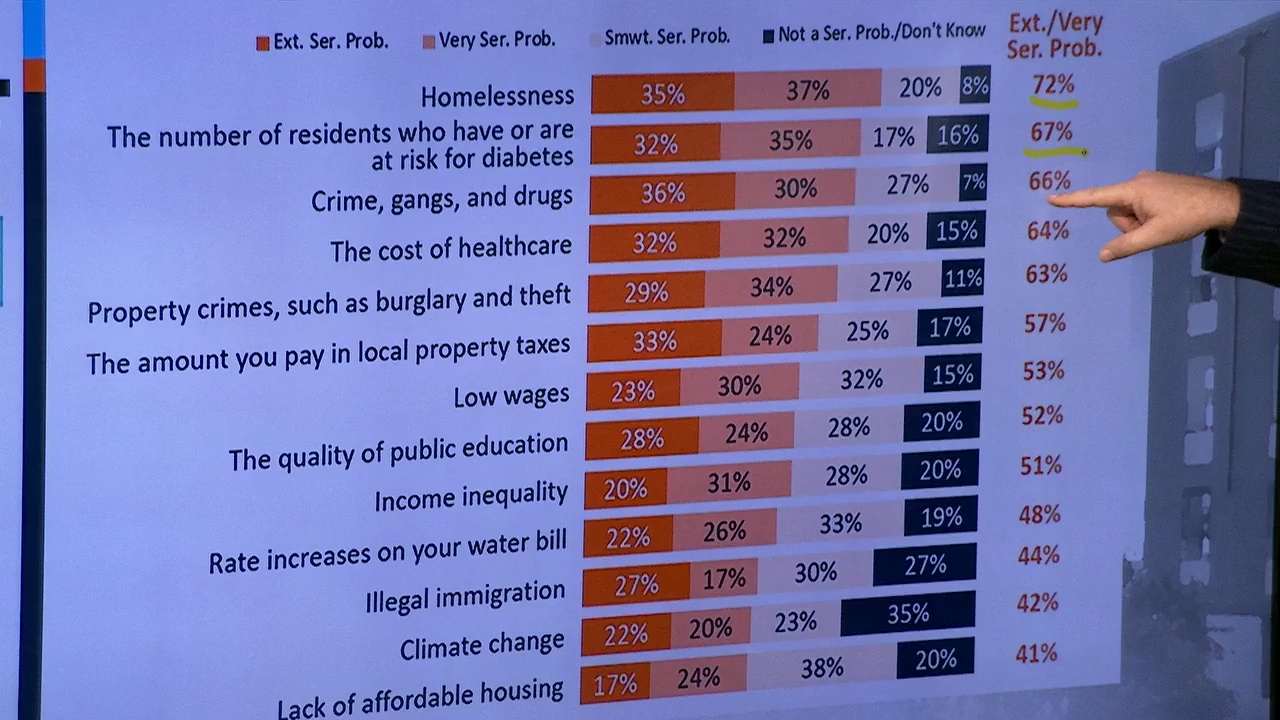 Ext. Ser. Prob. Very Ser. Prob. Smwt. Ser. Prob. Not a Ser. Prob./Don't Know Ext./Very
Ser. Prob.
Homelessness 35% 37% 20% 8% 72%
The number of residents who have or are
at risk for diabetes 32% 35% 17% 16% 67%
Crime, gangs, and drugs 36% 30% 27% 7% 66%
The cost of healthcare 32% 32% 20% 15% 64%
Property crimes, such as burglary and theft 29% 34% 27% 11% 63%
The amount you pay in local property taxes 33% 24% 25% 17% 57%
Low wages 23% 30% 32% 15% 53%
The quality of public education 28% 24% 28% 20% 52%
Income inequality 20% 31% 28% 20% 51%
Rate increases on your water bill 22% 26% 33% 19% 48%
Illegal immigration 27% 17% 30% 27% 44%
Climate change 22% 20% 23% 35% 42%
Lack of affordable housing 17% 24% 38% 20% 41%